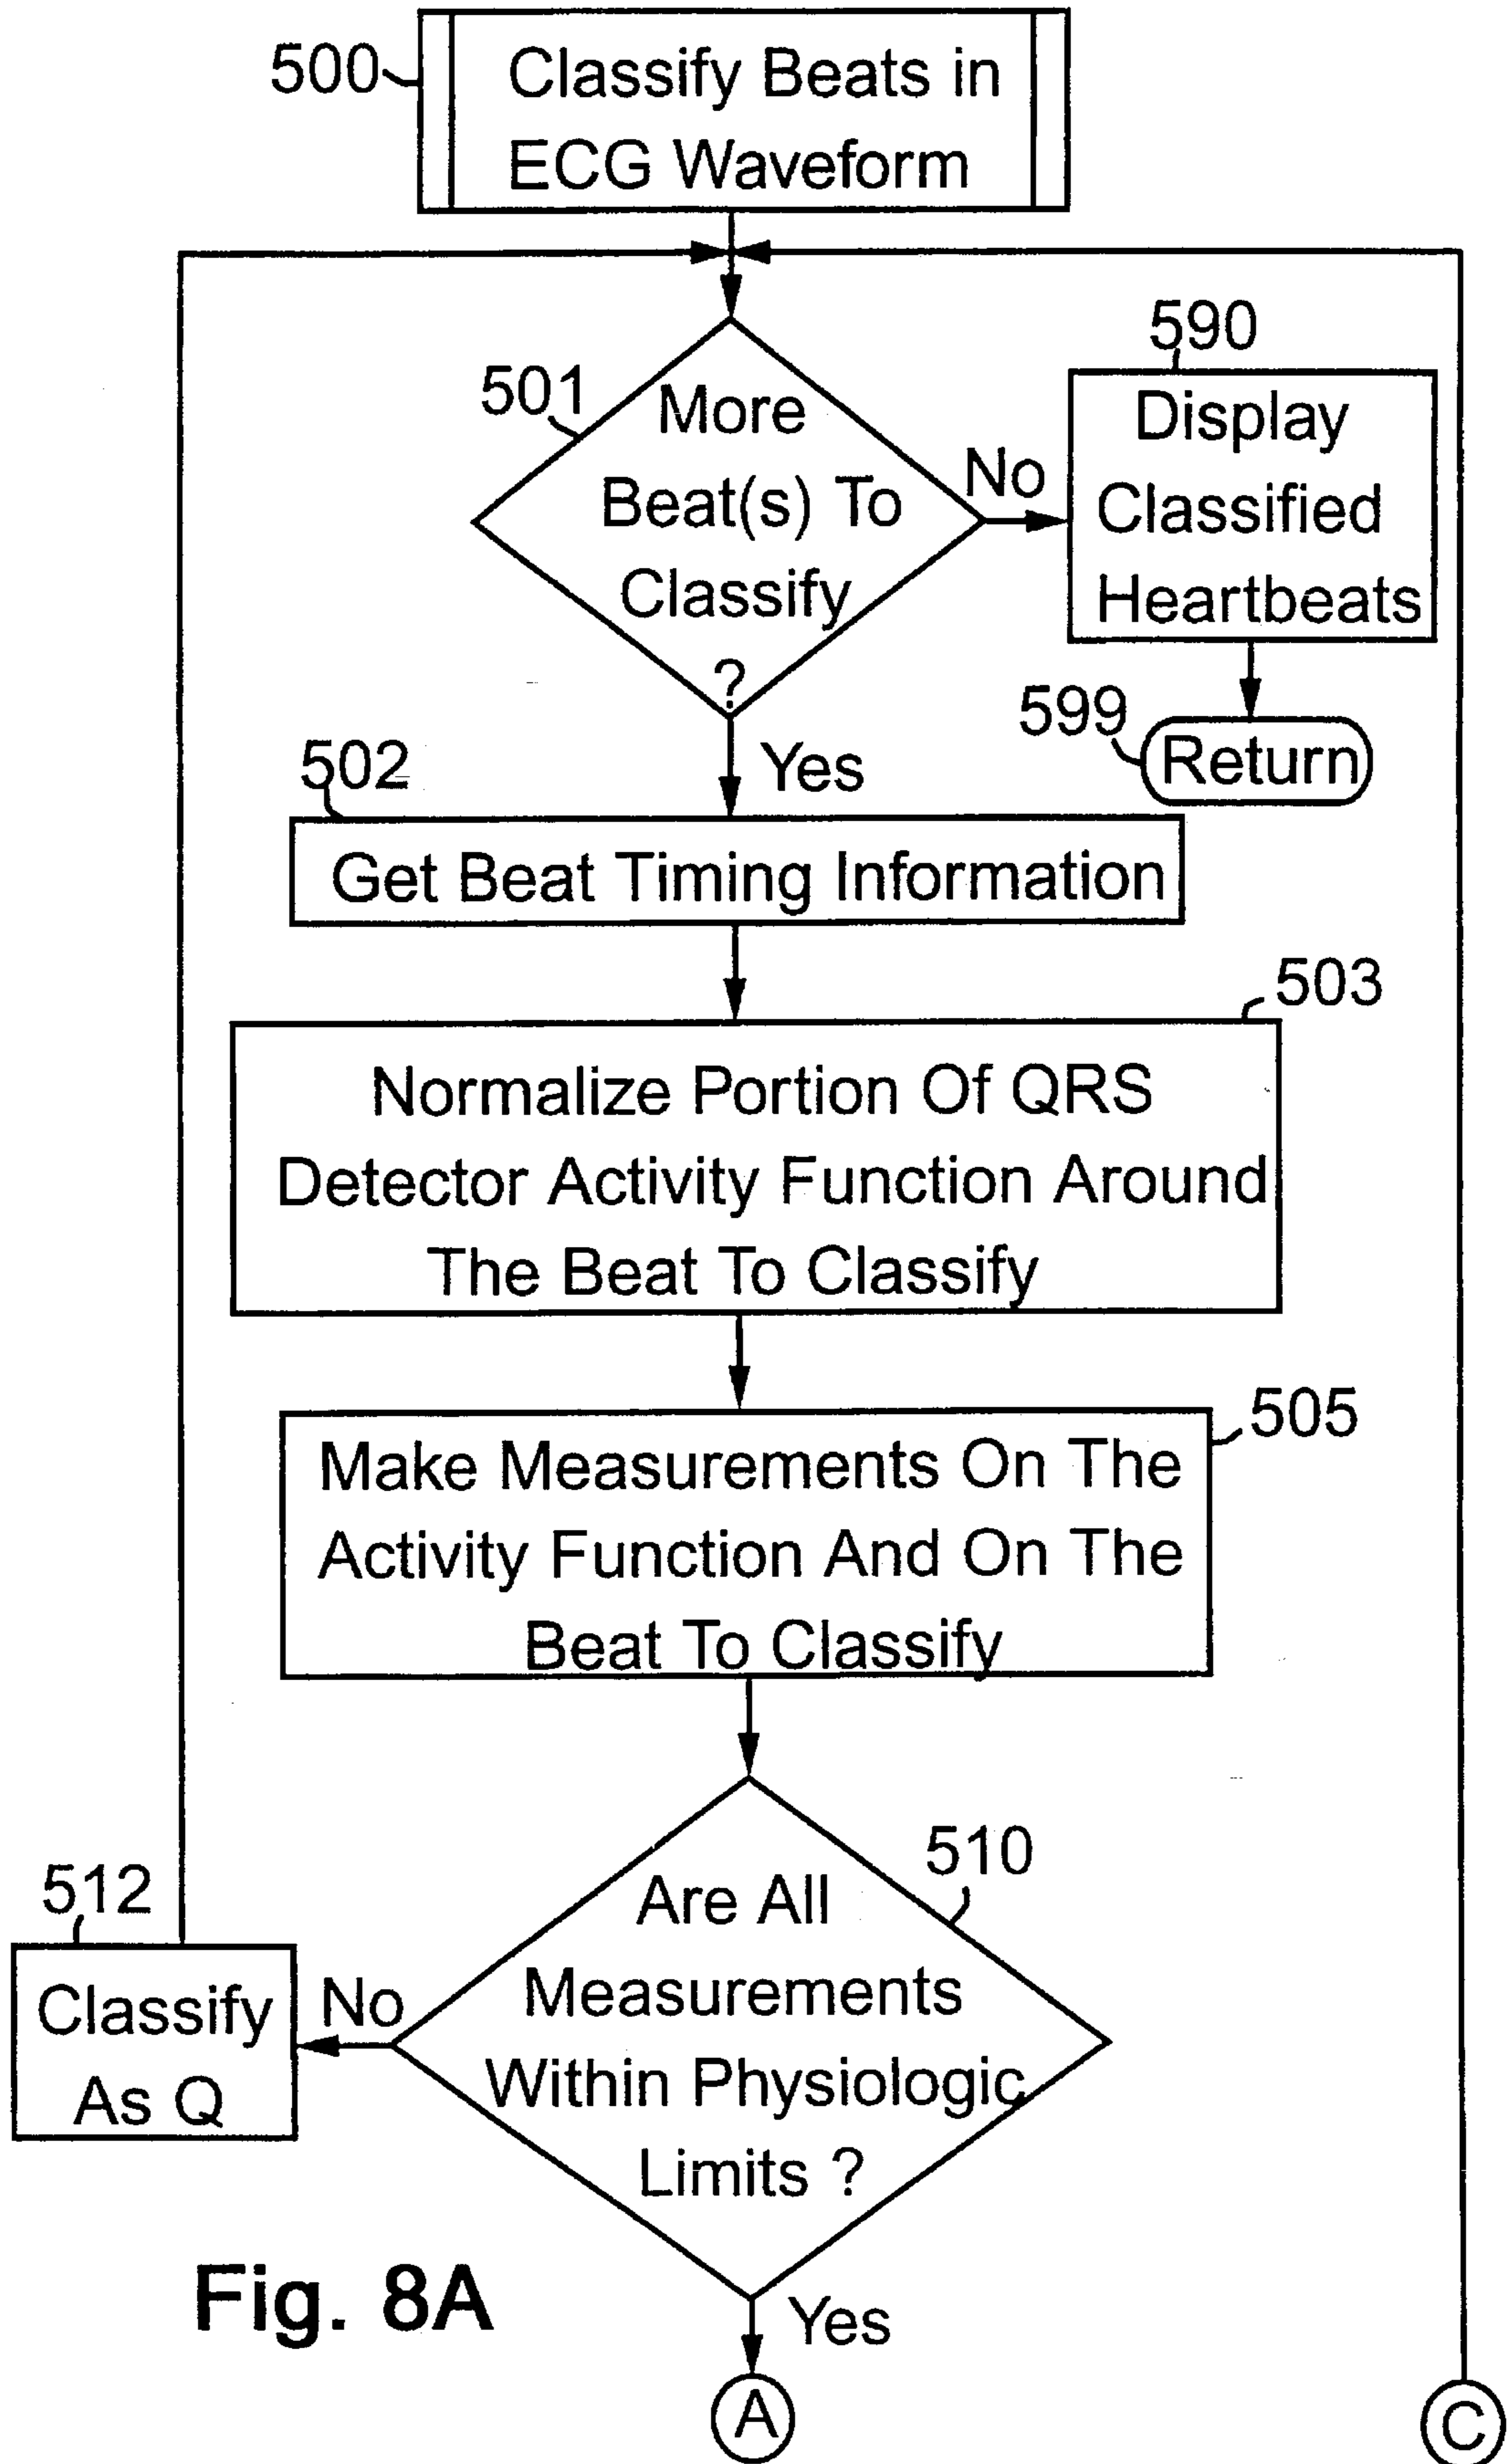 500
Classify Beats in
ECG Waveform
590
501
More
Beat(s) To
Classify
?
No
Display
Classified
Heartbeats
599
Return
Yes
502
Get Beat Timing Information
503
Normalize Portion Of QRS
Detector Activity Function Around
The Beat To Classify
505
Make Measurements On The
Activity Function And On The
Beat To Classify
510
Are All
Measurements
Within Physiologic
Limits ?
512
No
Classify
As Q
Fig. 8A
Yes
A
C